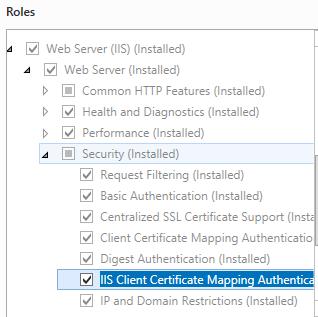 Roles
Web Server (IIS) (Installed)
Web Server (Installed)
Common HTTP Features (Installed)
Health and Diagnostics (Installed)
Performance (Installed)
Security (Installed)
Request Filtering (Installed)
Basic Authentication (Installed)
Centralized SSL Certificate Support (Insta
Client Certificate Mapping Authenticatio
Digest Authentication (Installed)
IIS Client Certificate Mapping Authentica
IP and Domain Restrictions (Installed)